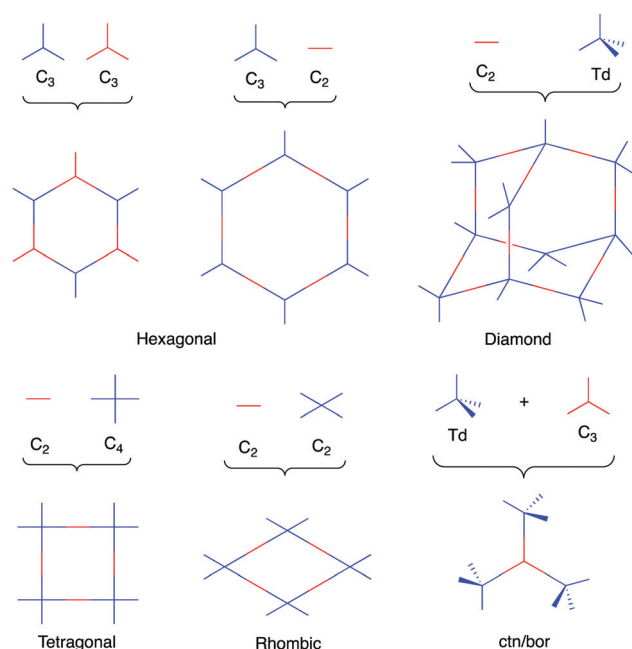 C3 C3 C3 C2 C2 Td
Hexagonal Diamond
C2 C4 C2 C2 Td + C3
Tetragonal Rhombic ctn/bor